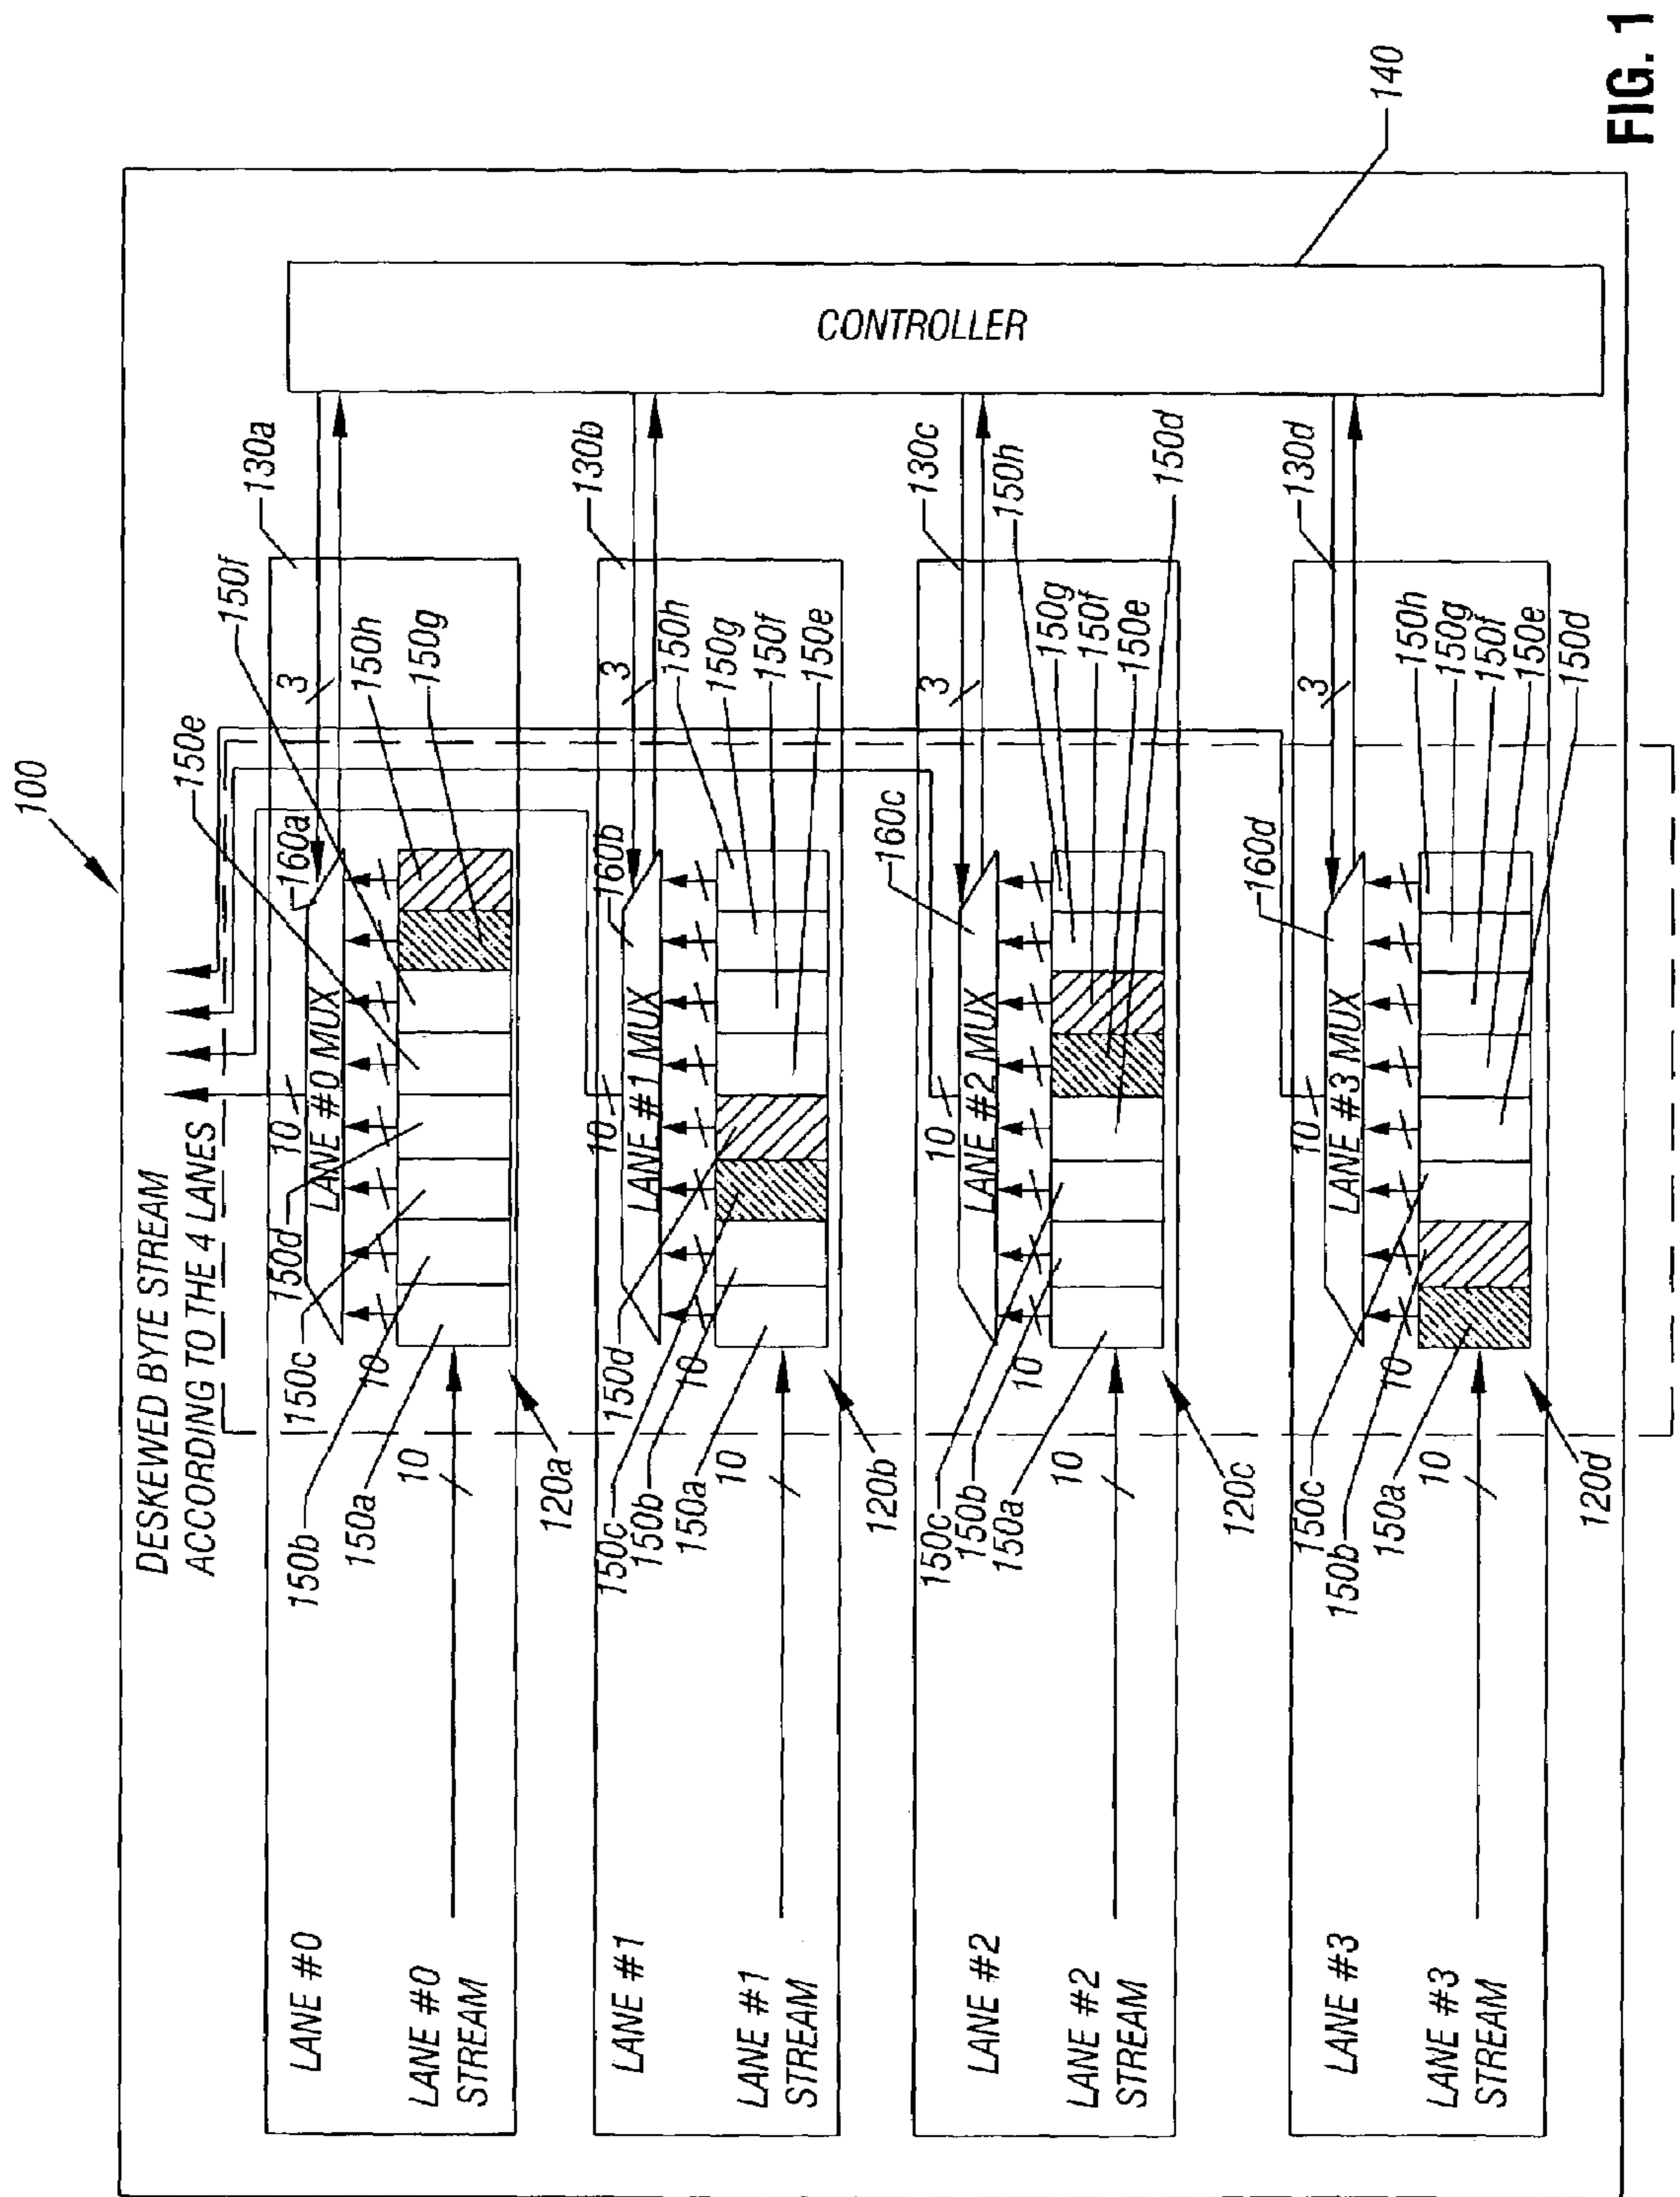 FIG. 1
100
DESKEWED BYTE STREAM
ACCORDING TO THE 4 LANES
140
CONTROLLER
LANE #0
LANE #0
STREAM
10
120a
130a
150a
150b
150c
150d
150e
150f
150h
150g
160a
LANE #0 MUX
10
10
3
LANE #1
LANE #1
STREAM
10
120b
130b
150a
150b
150c
150d
150h
150g
150f
150e
160b
LANE #1 MUX
10
10
3
LANE #2
LANE #2
STREAM
10
120c
130c
150a
150b
150c
150h
150g
150f
150e
150d
160c
LANE #2 MUX
10
10
3
LANE #3
LANE #3
STREAM
10
120d
130d
150a
150b
150c
150h
150g
150f
150e
150d
160d
LANE #3 MUX
10
10
3